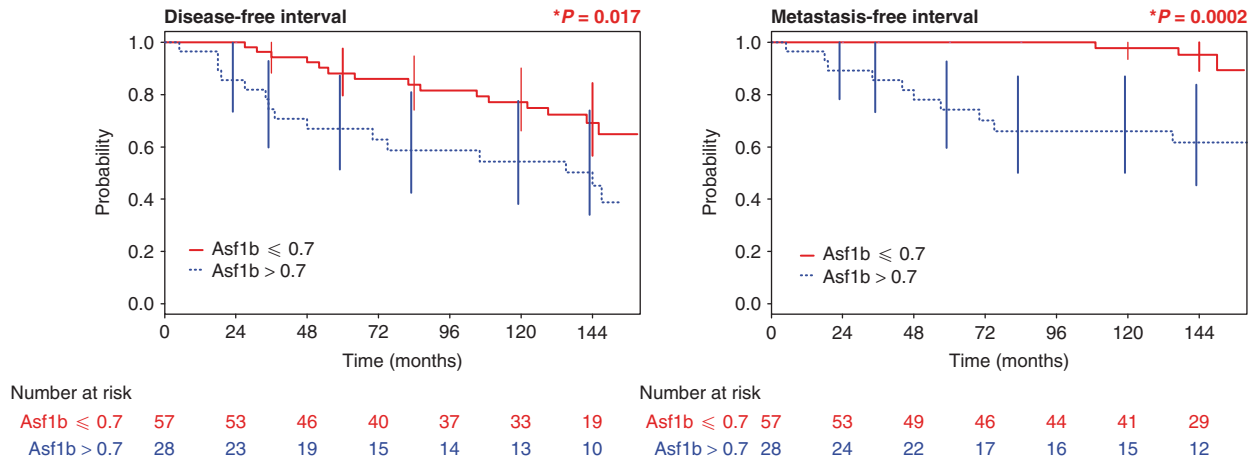 Disease-free interval *P = 0.017
1.0
0.8
0.6
0.4
0.2
0.0
Probability
Asf1b ⩽ 0.7
Asf1b > 0.7
0 24 48 72 96 120 144
Time (months)
Number at risk
Asf1b ⩽ 0.7 57 53 46 40 37 33 19
Asf1b > 0.7 28 23 19 15 14 13 10
Metastasis-free interval *P = 0.0002
1.0
0.8
0.6
0.4
0.2
0.0
Probability
Asf1b ⩽ 0.7
Asf1b > 0.7
0 24 48 72 96 120 144
Time (months)
Number at risk
Asf1b ⩽ 0.7 57 53 49 46 44 41 29
Asf1b > 0.7 28 24 22 17 16 15 12